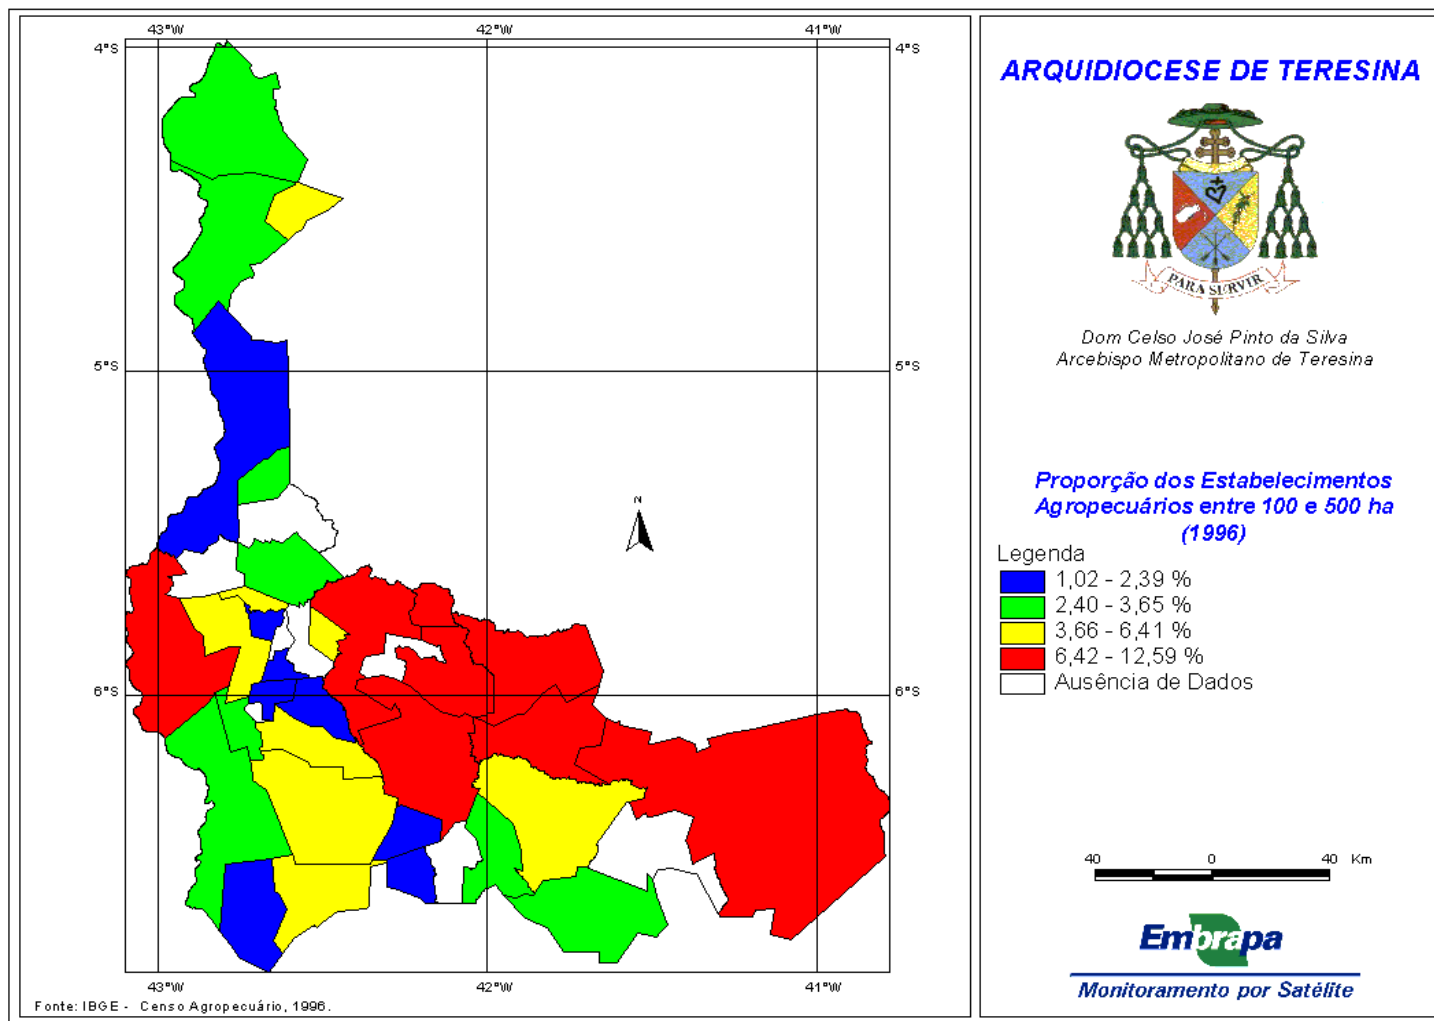 43°W 42°W 41°W
4°S 4°S
5°S 5°S
N
6°S 6°S
43°W 42°W 41°W
Fonte: IBGE - Censo Agropecuário, 1996.
ARQUIDIOCESE DE TERESINA
PARA SERVIR
Dom Celso José Pinto da Silva
Arcebispo Metropolitano de Teresina
Proporção dos Estabelecimentos
Agropecuários entre 100 e 500 ha
(1996)
Legenda
1,02 - 2,39 %
2,40 - 3,65 %
3,66 - 6,41 %
6,42 - 12,59 %
Ausência de Dados
40 0 40 Km
Embrapa
Monitoramento por Satélite